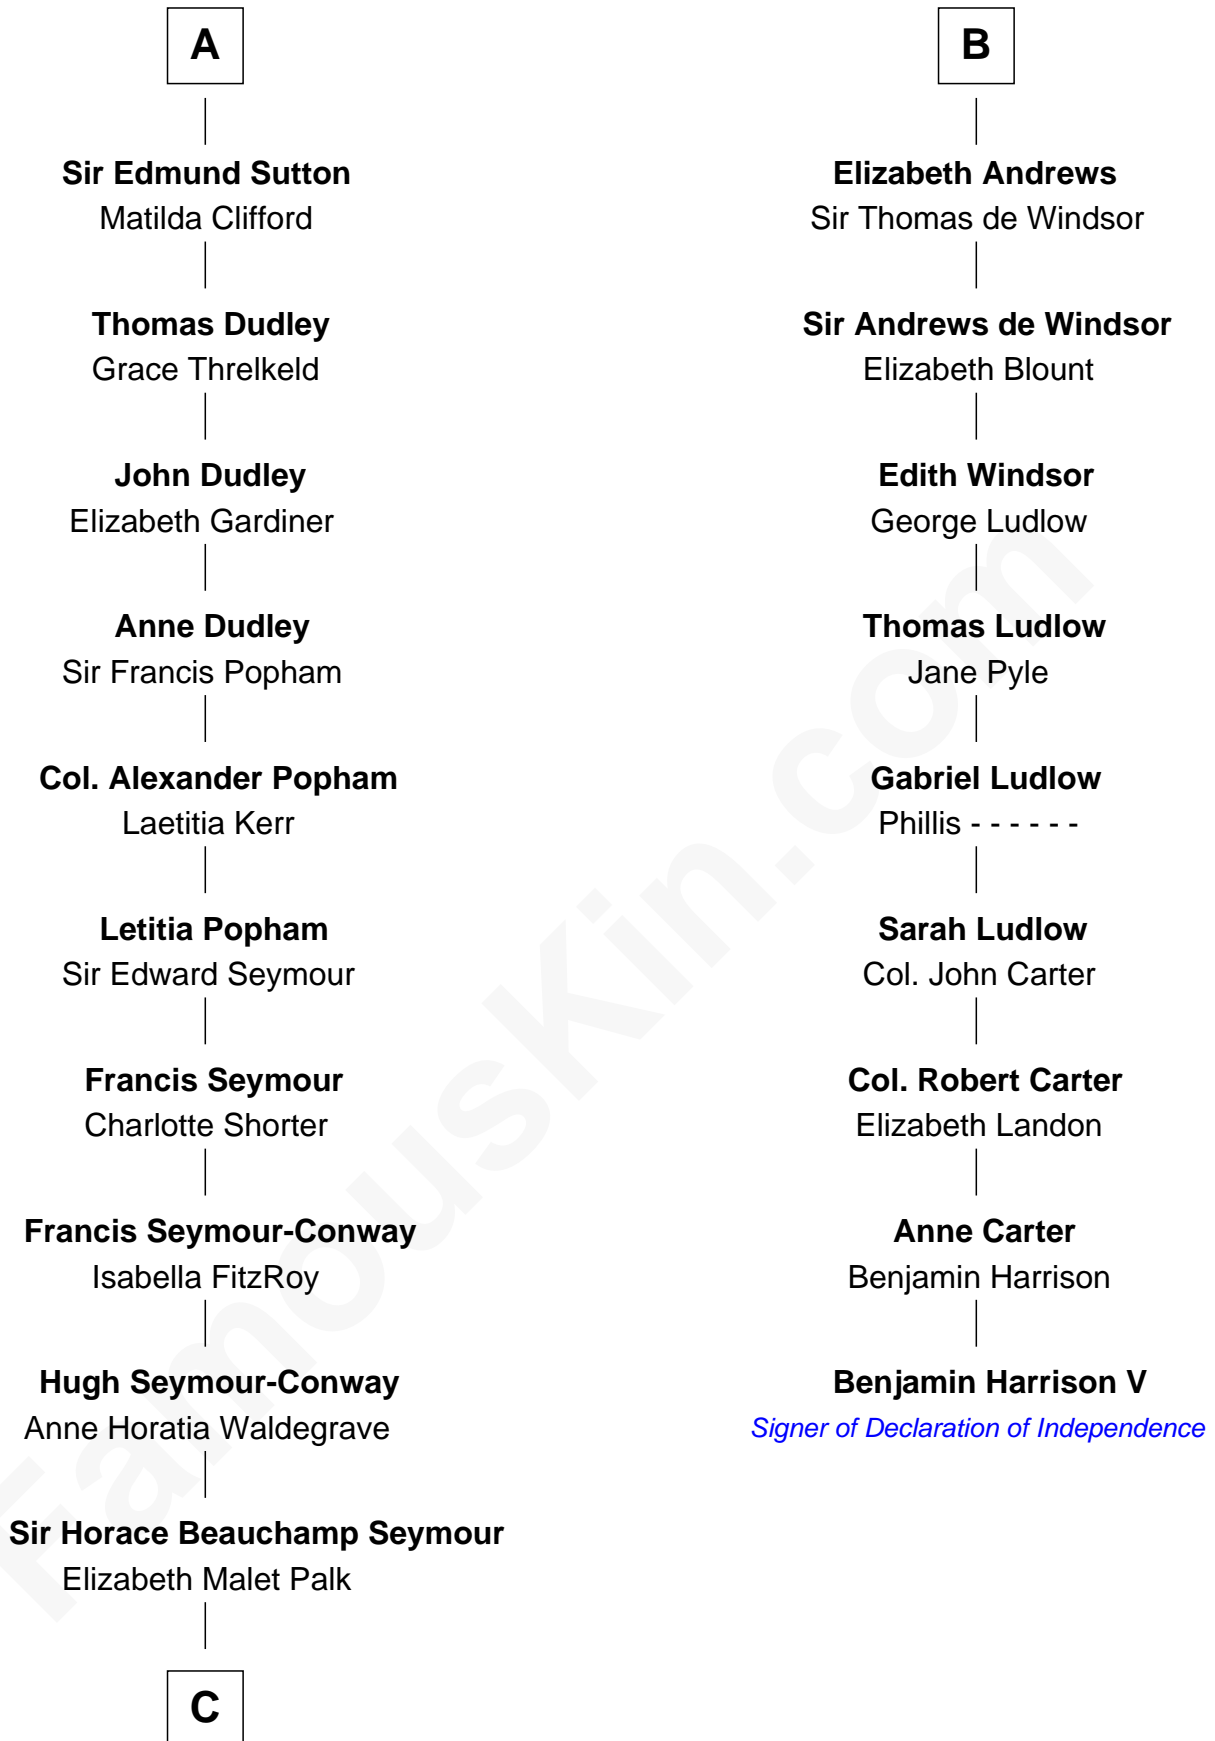 A
Sir Edmund Sutton
Matilda Clifford
Thomas Dudley
Grace Threlkeld
John Dudley
Elizabeth Gardiner
Anne Dudley
Sir Francis Popham
Col. Alexander Popham
Laetitia Kerr
Letitia Popham
Sir Edward Seymour
Francis Seymour
Charlotte Shorter
Francis Seymour-Conway
Isabella FitzRoy
Hugh Seymour-Conway
Anne Horatia Waldegrave
Sir Horace Beauchamp Seymour
Elizabeth Malet Palk
C
B
Elizabeth Andrews
Sir Thomas de Windsor
Sir Andrews de Windsor
Elizabeth Blount
Edith Windsor
George Ludlow
Thomas Ludlow
Jane Pyle
Gabriel Ludlow
Phillis - - - - - -
Sarah Ludlow
Col. John Carter
Col. Robert Carter
Elizabeth Landon
Anne Carter
Benjamin Harrison
Benjamin Harrison V
Signer of Declaration of Independence
FamousKin.com